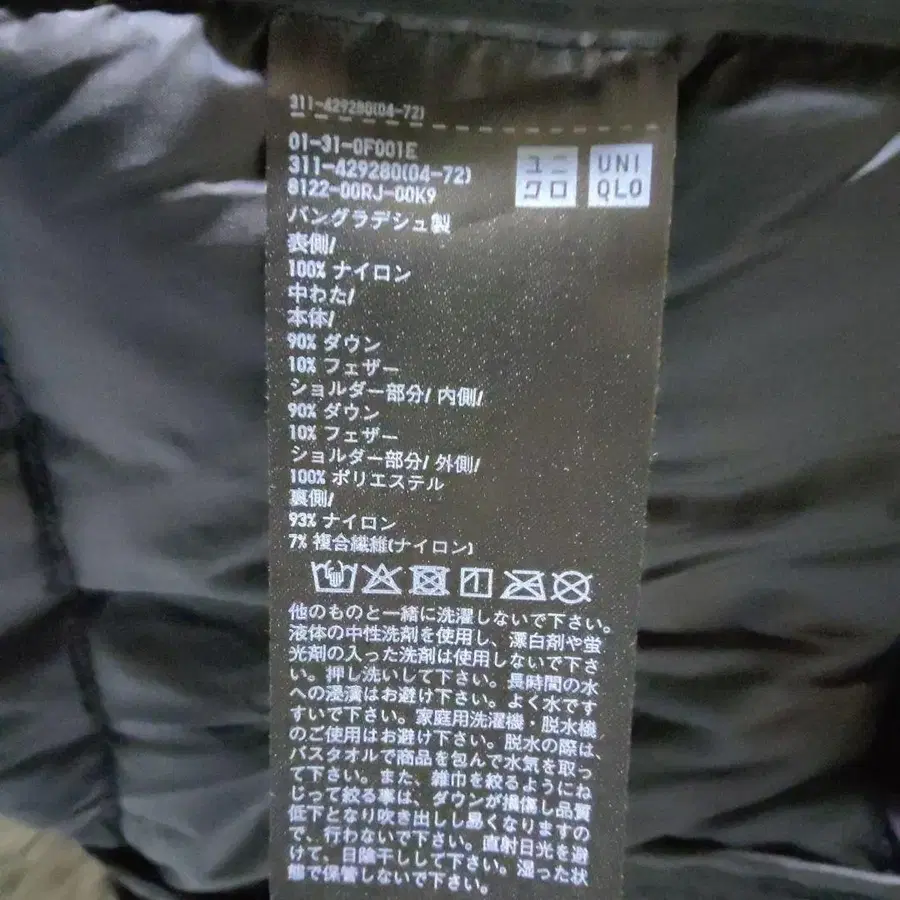 311-429280(04-72)
01-31-0F001E
311-429280(04-72)
8122-00RJ-00K9
ユニ
クロ
UNI
QLO
バングラデシュ製
表側/
100% ナイロン
中わた/
本体/
90% ダウン
10% フェザー
ショルダー部分/ 内側/
90% ダウン
10% フェザー
ショルダー部分/ 外側/
100% ポリエステル
裏側/
93% ナイロン
7% 複合繊維(ナイロン)
他のものと一緒に洗濯しないで下さい。
液体の中性洗剤を使用し、漂白剤や蛍
光剤の入った洗剤は使用しないで下さ
い。押し洗いして下さい。長時間の水
への浸漬はお避け下さい。よく水です
すいで下さい。家庭用洗濯機・脱水機
のご使用はお避け下さい。脱水の際は、
バスタオルで商品を包んで水気を取っ
て下さい。また、雑巾を絞るようにね
じって絞る事は、ダウンが損傷し品質
低下となり吹き出しし易くなりますの
で、行わないで下さい。直射日光を避
けて、日陰干しして下さい。湿った状
態で保管しないで下さい。